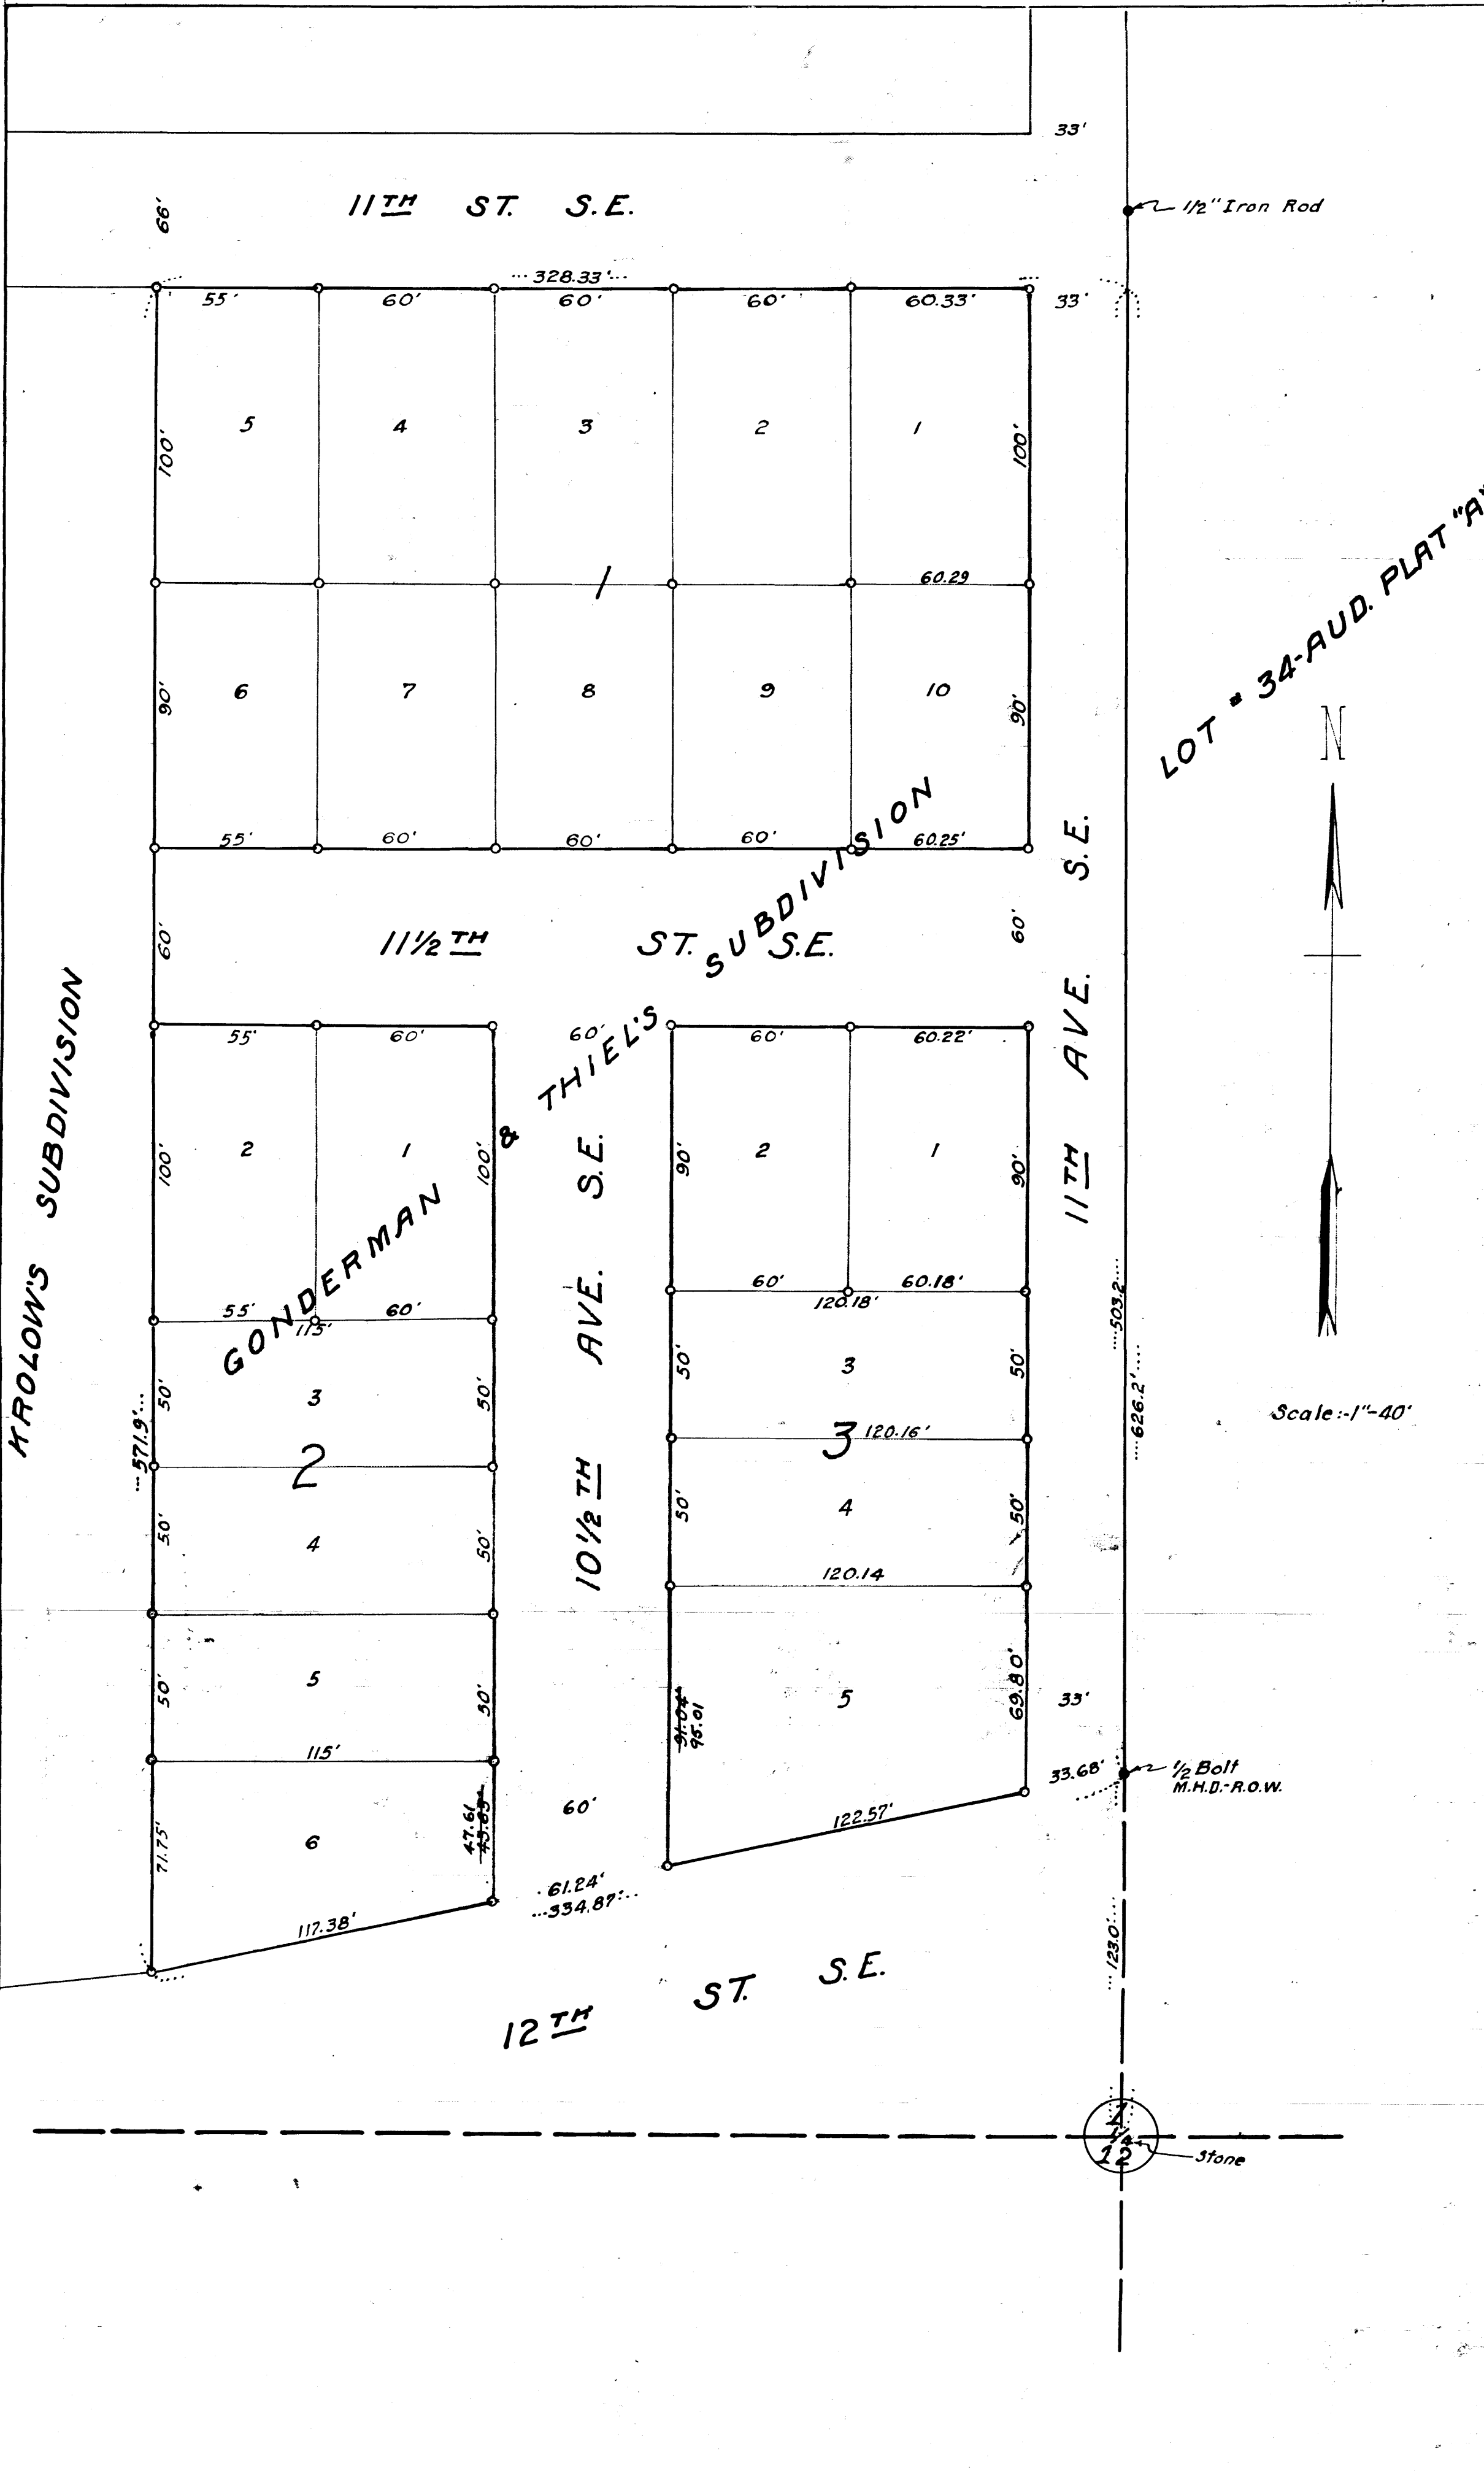 33'
11TH ST. S.E.
66'
1/2" Iron Rod
...328.33'...
55' 60' 60' 60' 60.33' 33'
5 4 3 2 1
100' 100'
1 60.29
LOT # 34-AUD. PLAT "A"
6 7 8 9 10
90' 90'
N
55' 60' 60' 60' 60.25'
60' 60'
11½TH ST. S.E.
GONDERMAN & THIEL'S SUBDIVISION
KROLOW'S SUBDIVISION
11TH AVE. S.E.
55' 60' 60' 60' 60.22'
2 1 2 1
100' 100' 90' 90'
10½TH AVE. S.E.
60' 60.18'
120.18'
55' 60'
115'
...503.2'...
...626.2'...
3 3
50' 50' 50' 50'
...571.9'...
Scale:-1"-40'
2 3 120.16'
4 4
50' 50' 50' 50'
120.14
5 5
50' 50' 91.04' 69.80' 33'
95.01
115'
33.68' 1/2 Bolt
M.H.D.-R.O.W.
60' 122.57'
6
71.75' 47.61
45.65'
61.24'
...334.87'...
117.38'
...123.0'...
12TH ST. S.E.
1
1/4
12
Stone